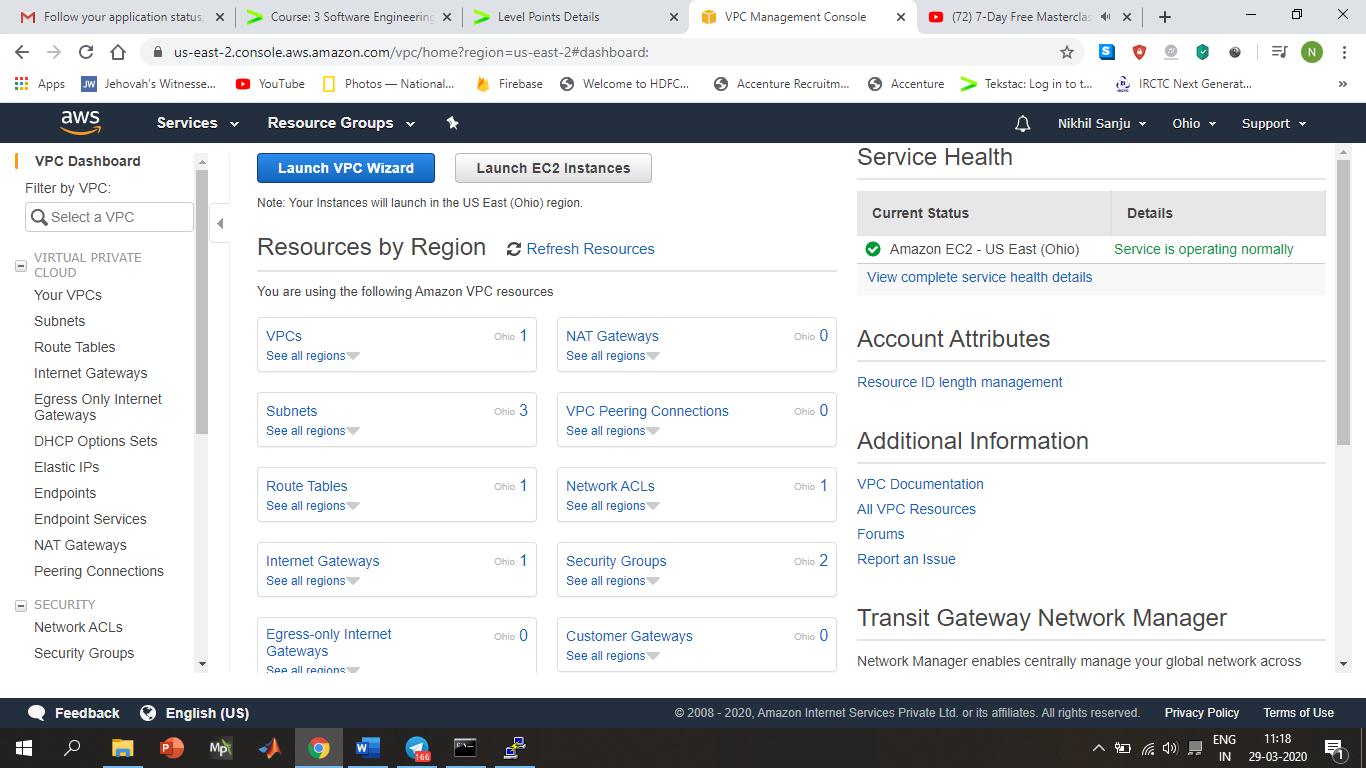 Follow your application status,
Course: 3 Software Engineering
Level Points Details
VPC Management Console
(72) 7-Day Free Masterclas
us-east-2.console.aws.amazon.com/vpc/home?region=us-east-2#dashboard:
N
Apps
JW Jehovah's Witnesse...
YouTube
Photos — National...
Firebase
Welcome to HDFC...
Accenture Recruitm...
Accenture
Tekstac: Log in to t...
IRCTC Next Generat...
»
aws
Services
Resource Groups
Nikhil Sanju
Ohio
Support
VPC Dashboard
Filter by VPC:
Select a VPC
VIRTUAL PRIVATE
CLOUD
Your VPCs
Subnets
Route Tables
Internet Gateways
Egress Only Internet
Gateways
DHCP Options Sets
Elastic IPs
Endpoints
Endpoint Services
NAT Gateways
Peering Connections
SECURITY
Network ACLs
Security Groups
Launch VPC Wizard
Launch EC2 Instances
Note: Your Instances will launch in the US East (Ohio) region.
Resources by Region
Refresh Resources
You are using the following Amazon VPC resources
VPCs Ohio 1
See all regions
NAT Gateways Ohio 0
See all regions
Subnets Ohio 3
See all regions
VPC Peering Connections Ohio 0
See all regions
Route Tables Ohio 1
See all regions
Network ACLs Ohio 1
See all regions
Internet Gateways Ohio 1
See all regions
Security Groups Ohio 2
See all regions
Egress-only Internet Ohio 0
Gateways
See all regions
Customer Gateways Ohio 0
See all regions
Service Health
Current Status Details
Amazon EC2 - US East (Ohio) Service is operating normally
View complete service health details
Account Attributes
Resource ID length management
Additional Information
VPC Documentation
All VPC Resources
Forums
Report an Issue
Transit Gateway Network Manager
Network Manager enables centrally manage your global network across
Feedback
English (US)
© 2008 - 2020, Amazon Internet Services Private Ltd. or its affiliates. All rights reserved.
Privacy Policy
Terms of Use
166
ENG
IN
11:18
29-03-2020
1